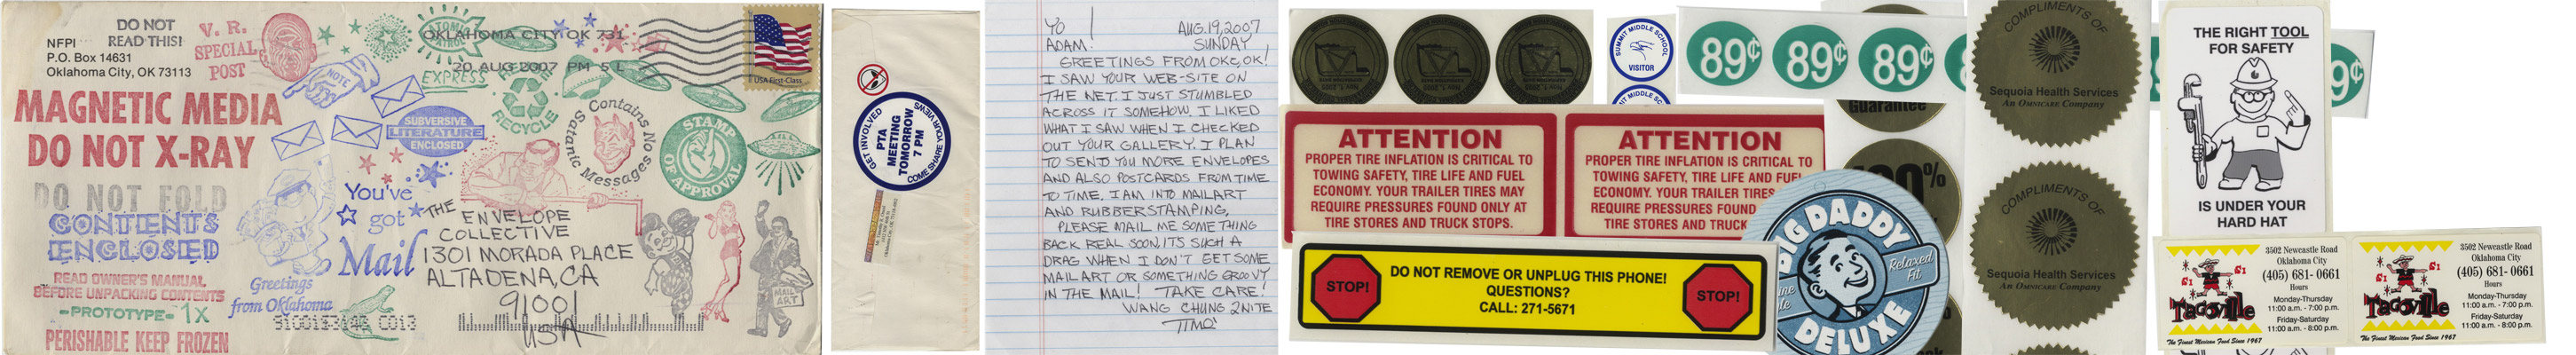 DO NOT
READ THIS!
NFPI
P.O. Box 14631
Oklahoma City, OK 73113
V. R.
SPECIAL
POST
ATOMIC
OKLAHOMA CITY OK 731
20 AUG 2007 PM 5 L
USA First-Class
NOTE
THIS
EXPRESS
RECYCLE
MAGNETIC MEDIA
DO NOT X-RAY
SUBVERSIVE
LITERATURE
ENCLOSED
Contains No
Satanic
Messages
STAMP
OF APPROVAL
DO NOT FOLD
CONTENTS
ENCLOSED
You've
got
Mail
THE ENVELOPE
COLLECTIVE
1301 MORADA PLACE
ALTADENA, CA
91001
USA
READ OWNER'S MANUAL
BEFORE UNPACKING CONTENTS
-PROTOTYPE- 1X
PERISHABLE KEEP FROZEN
Greetings
from Oklahoma
MAIL
ART
GET INVOLVED
PTA
MEETING
TOMORROW
7 PM
COME SHARE YOUR VIEWS
YO !
ADAM!
AUG. 19, 2007
SUNDAY
GREETINGS FROM OKC, OK!
I SAW YOUR WEB-SITE ON
THE NET. I JUST STUMBLED
ACROSS IT SOMEHOW. I LIKED
WHAT I SAW WHEN I CHECKED
OUT YOUR GALLERY. I PLAN
TO SEND YOU MORE ENVELOPES
AND ALSO POSTCARDS FROM TIME
TO TIME. I AM INTO MAILART
AND RUBBERSTAMPING.
PLEASE MAIL ME SOMETHING
BACK REAL SOON. ITS SUCH A
DRAG WHEN I DON'T GET SOME
MAILART OR SOMETHING GROOVY
IN THE MAIL! TAKE CARE!
WANG CHUNG 2NITE
TIMO!
SUMMIT MIDDLE SCHOOL
VISITOR
MIDDLE
89¢
89¢
89¢
9¢
ATTENTION
PROPER TIRE INFLATION IS CRITICAL TO
TOWING SAFETY, TIRE LIFE AND FUEL
ECONOMY. YOUR TRAILER TIRES MAY
REQUIRE PRESSURES FOUND ONLY AT
TIRE STORES AND TRUCK STOPS.
ATTENTION
PROPER TIRE INFLATION IS CRITICAL TO
TOWING SAFETY, TIRE LIFE AND FUEL
ECONOMY. YOUR TRAILER TIRES
REQUIRE PRESSURES FOUND
TIRE STORES AND TRUCK
STOP!
DO NOT REMOVE OR UNPLUG THIS PHONE!
QUESTIONS?
CALL: 271-5671
STOP!
Guarantee
BIG DADDY
Relaxed
Fit
DELUXE
COMPLIMENTS OF
Sequoia Health Services
An OMNICARE Company
COMPLIMENTS OF
Sequoia Health Services
An OMNICARE Company
THE RIGHT TOOL
FOR SAFETY
IS UNDER YOUR
HARD HAT
Tacoville
3502 Newcastle Road
Oklahoma City
(405) 681-0661
Hours
Monday-Thursday
11:00 a.m. - 7:00 p.m.
Friday-Saturday
11:00 a.m. - 8:00 p.m.
The Finest Mexican Food Since 1967
Tacoville
3502 Newcastle Road
Oklahoma City
(405) 681-0661
Hours
Monday-Thursday
11:00 a.m. - 7:00 p.m.
Friday-Saturday
11:00 a.m. - 8:00 p.m.
The Finest Mexican Food Since 1967